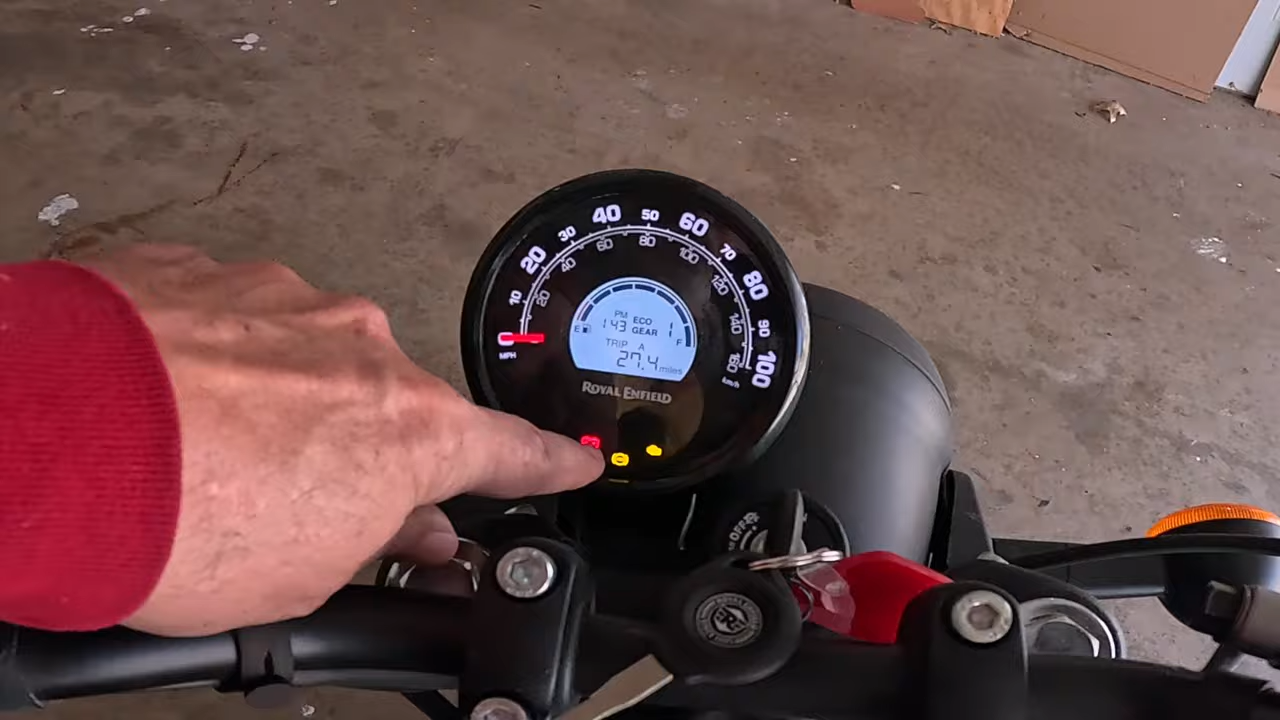 0 10 20 30 40 50 60 70 80 90 100
MPH
20 40 60 80 100 120 140 160
km/h
PM ECO
143 GEAR 1
E F
TRIP A
27.4 miles
ROYAL ENFIELD
OFF